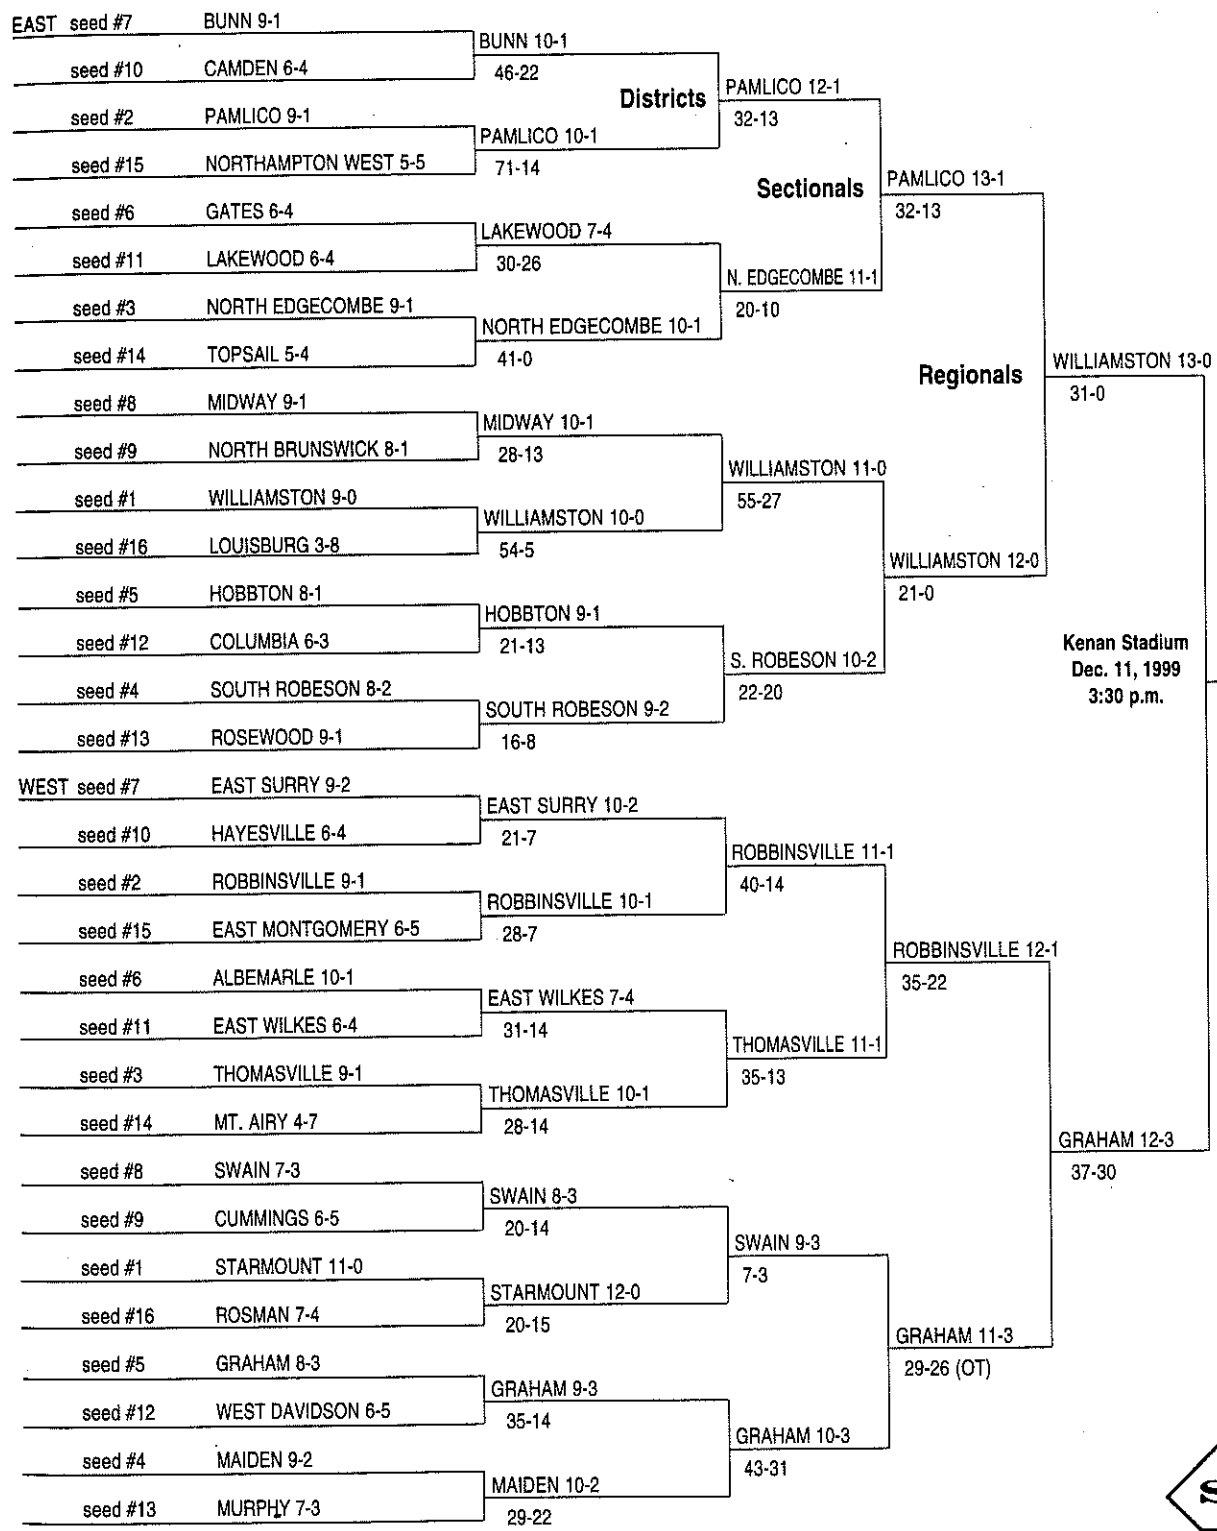 EAST seed #7 BUNN 9-1
BUNN 10-1
seed #10 CAMDEN 6-4
46-22
Districts
PAMLICO 12-1
32-13
seed #2 PAMLICO 9-1
PAMLICO 10-1
seed #15 NORTHAMPTON WEST 5-5
71-14
Sectionals
PAMLICO 13-1
32-13
seed #6 GATES 6-4
LAKEWOOD 7-4
seed #11 LAKEWOOD 6-4
30-26
N. EDGECOMBE 11-1
20-10
seed #3 NORTH EDGECOMBE 9-1
NORTH EDGECOMBE 10-1
seed #14 TOPSAIL 5-4
41-0
Regionals
WILLIAMSTON 13-0
31-0
seed #8 MIDWAY 9-1
MIDWAY 10-1
seed #9 NORTH BRUNSWICK 8-1
28-13
WILLIAMSTON 11-0
55-27
seed #1 WILLIAMSTON 9-0
WILLIAMSTON 10-0
seed #16 LOUISBURG 3-8
54-5
WILLIAMSTON 12-0
21-0
seed #5 HOBBTON 8-1
HOBBTON 9-1
seed #12 COLUMBIA 6-3
21-13
Kenan Stadium
Dec. 11, 1999
3:30 p.m.
S. ROBESON 10-2
22-20
seed #4 SOUTH ROBESON 8-2
SOUTH ROBESON 9-2
seed #13 ROSEWOOD 9-1
16-8
WEST seed #7 EAST SURRY 9-2
EAST SURRY 10-2
seed #10 HAYESVILLE 6-4
21-7
ROBBINSVILLE 11-1
40-14
seed #2 ROBBINSVILLE 9-1
ROBBINSVILLE 10-1
seed #15 EAST MONTGOMERY 6-5
28-7
ROBBINSVILLE 12-1
35-22
seed #6 ALBEMARLE 10-1
EAST WILKES 7-4
seed #11 EAST WILKES 6-4
31-14
THOMASVILLE 11-1
35-13
seed #3 THOMASVILLE 9-1
THOMASVILLE 10-1
seed #14 MT. AIRY 4-7
28-14
GRAHAM 12-3
37-30
seed #8 SWAIN 7-3
SWAIN 8-3
seed #9 CUMMINGS 6-5
20-14
SWAIN 9-3
7-3
seed #1 STARMOUNT 11-0
STARMOUNT 12-0
seed #16 ROSMAN 7-4
20-15
GRAHAM 11-3
29-26 (OT)
seed #5 GRAHAM 8-3
GRAHAM 9-3
seed #12 WEST DAVIDSON 6-5
35-14
GRAHAM 10-3
43-31
seed #4 MAIDEN 9-2
MAIDEN 10-2
seed #13 MURPHY 7-3
29-22